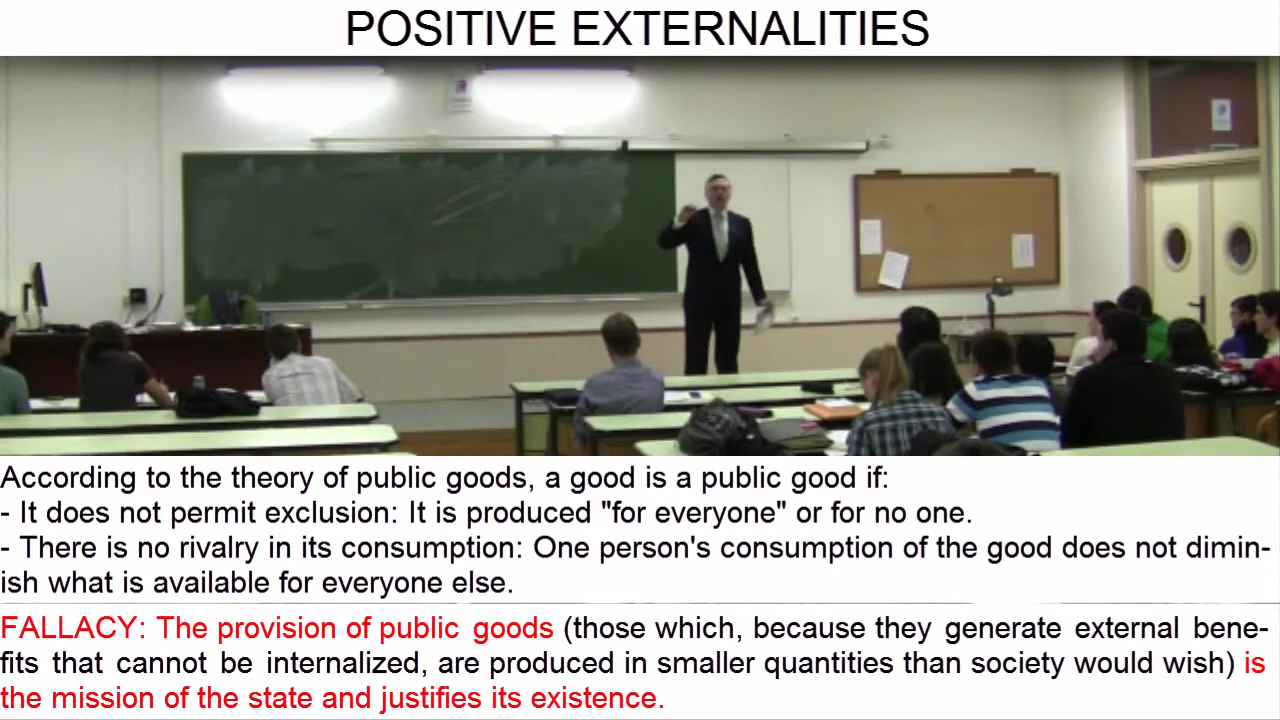 POSITIVE EXTERNALITIES
According to the theory of public goods, a good is a public good if:
- It does not permit exclusion: It is produced "for everyone" or for no one.
- There is no rivalry in its consumption: One person's consumption of the good does not dimin-
ish what is available for everyone else.
FALLACY: The provision of public goods (those which, because they generate external bene-
fits that cannot be internalized, are produced in smaller quantities than society would wish) is
the mission of the state and justifies its existence.